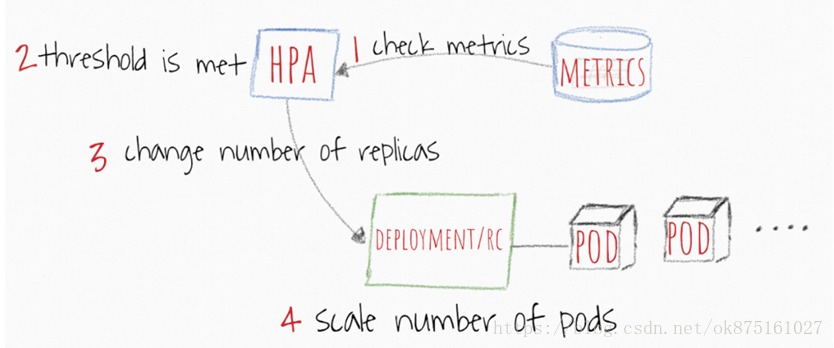 1 check metrics
2 threshold is met
HPA
METRICS
3 change number of replicas
DEPLOYMENT/RC
POD
POD
....
4 scale number of pods
https://blog.csdn.net/ok875161027